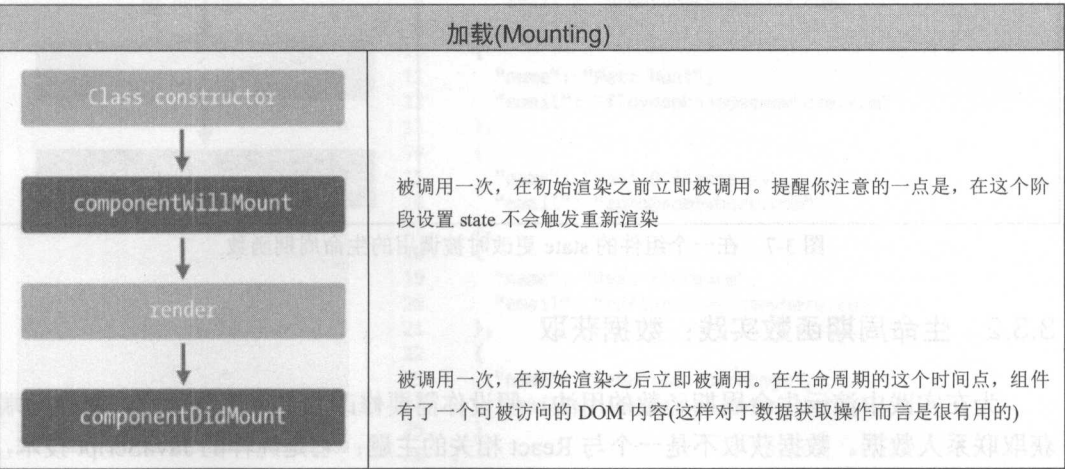 加载(Mounting)
Class constructor
componentWillMount
被调用一次，在初始渲染之前立即被调用。提醒你注意的一点是，在这个阶
段设置 state 不会触发重新渲染
render
componentDidMount
被调用一次，在初始渲染之后立即被调用。在生命周期的这个时间点，组件
有了一个可被访问的 DOM 内容(这样对于数据获取操作而言是很有用的)